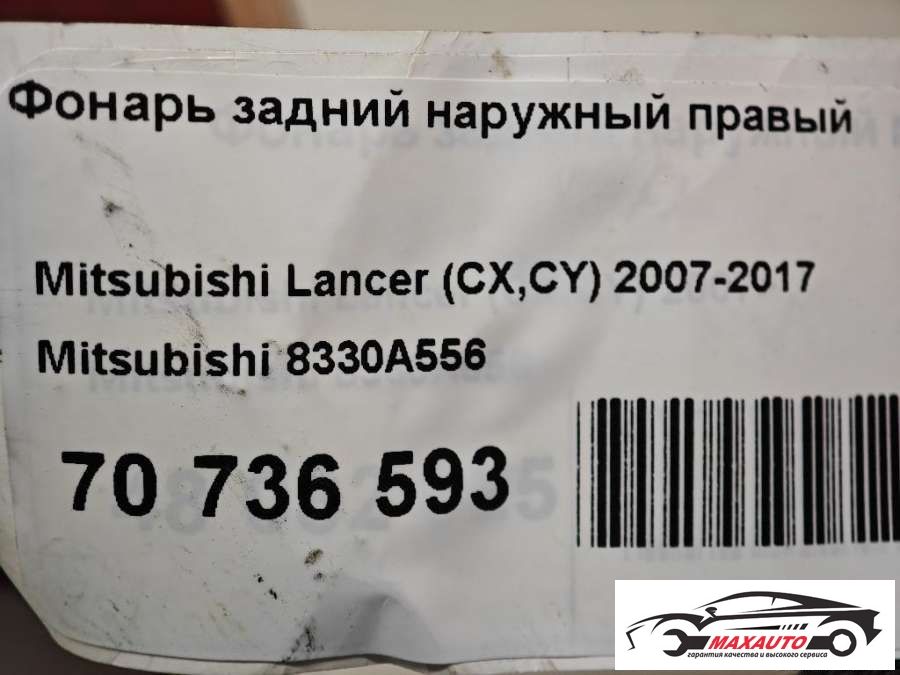 Фонарь задний наружный правый
Mitsubishi Lancer (CX,CY) 2007-2017
Mitsubishi 8330A556
70 736 593
MAXAUTO
гарантия качества и высокого сервиса